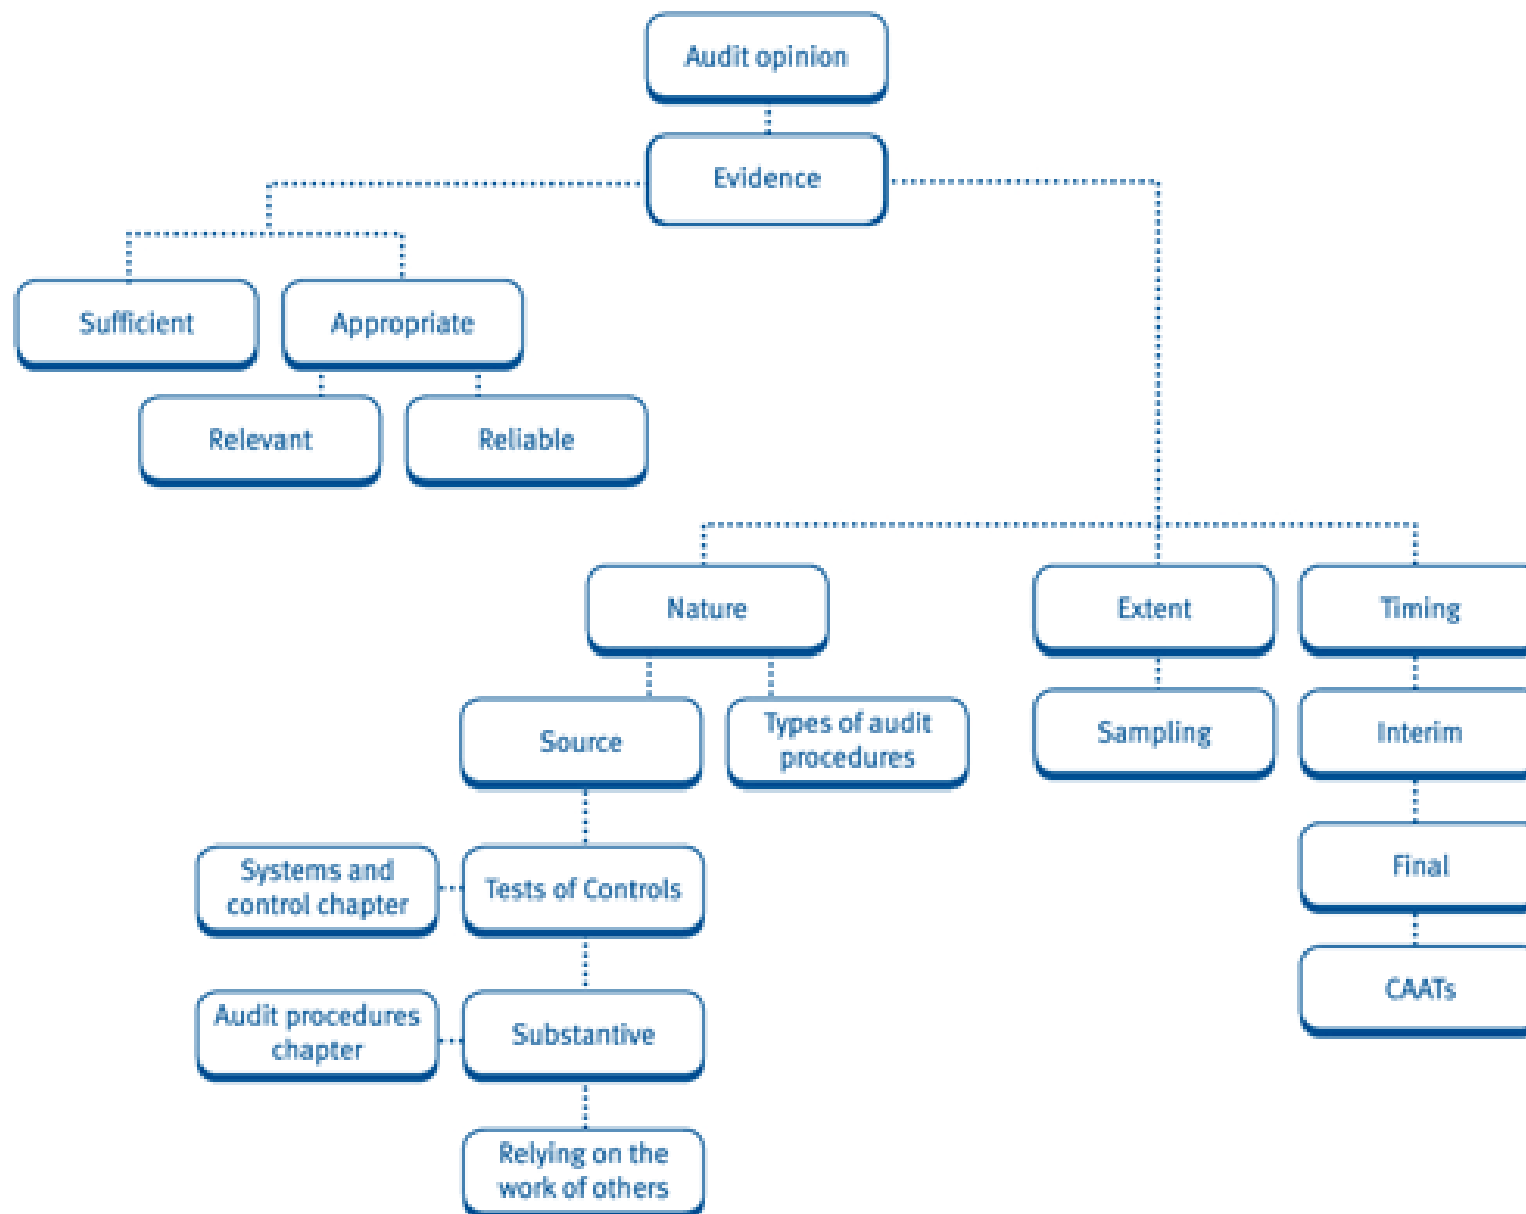 Audit opinion
Evidence
Sufficient
Appropriate
Relevant
Reliable
Nature
Extent
Timing
Source
Types of audit
procedures
Sampling
Interim
Systems and
control chapter
Tests of Controls
Final
Audit procedures
chapter
Substantive
CAATs
Relying on the
work of others